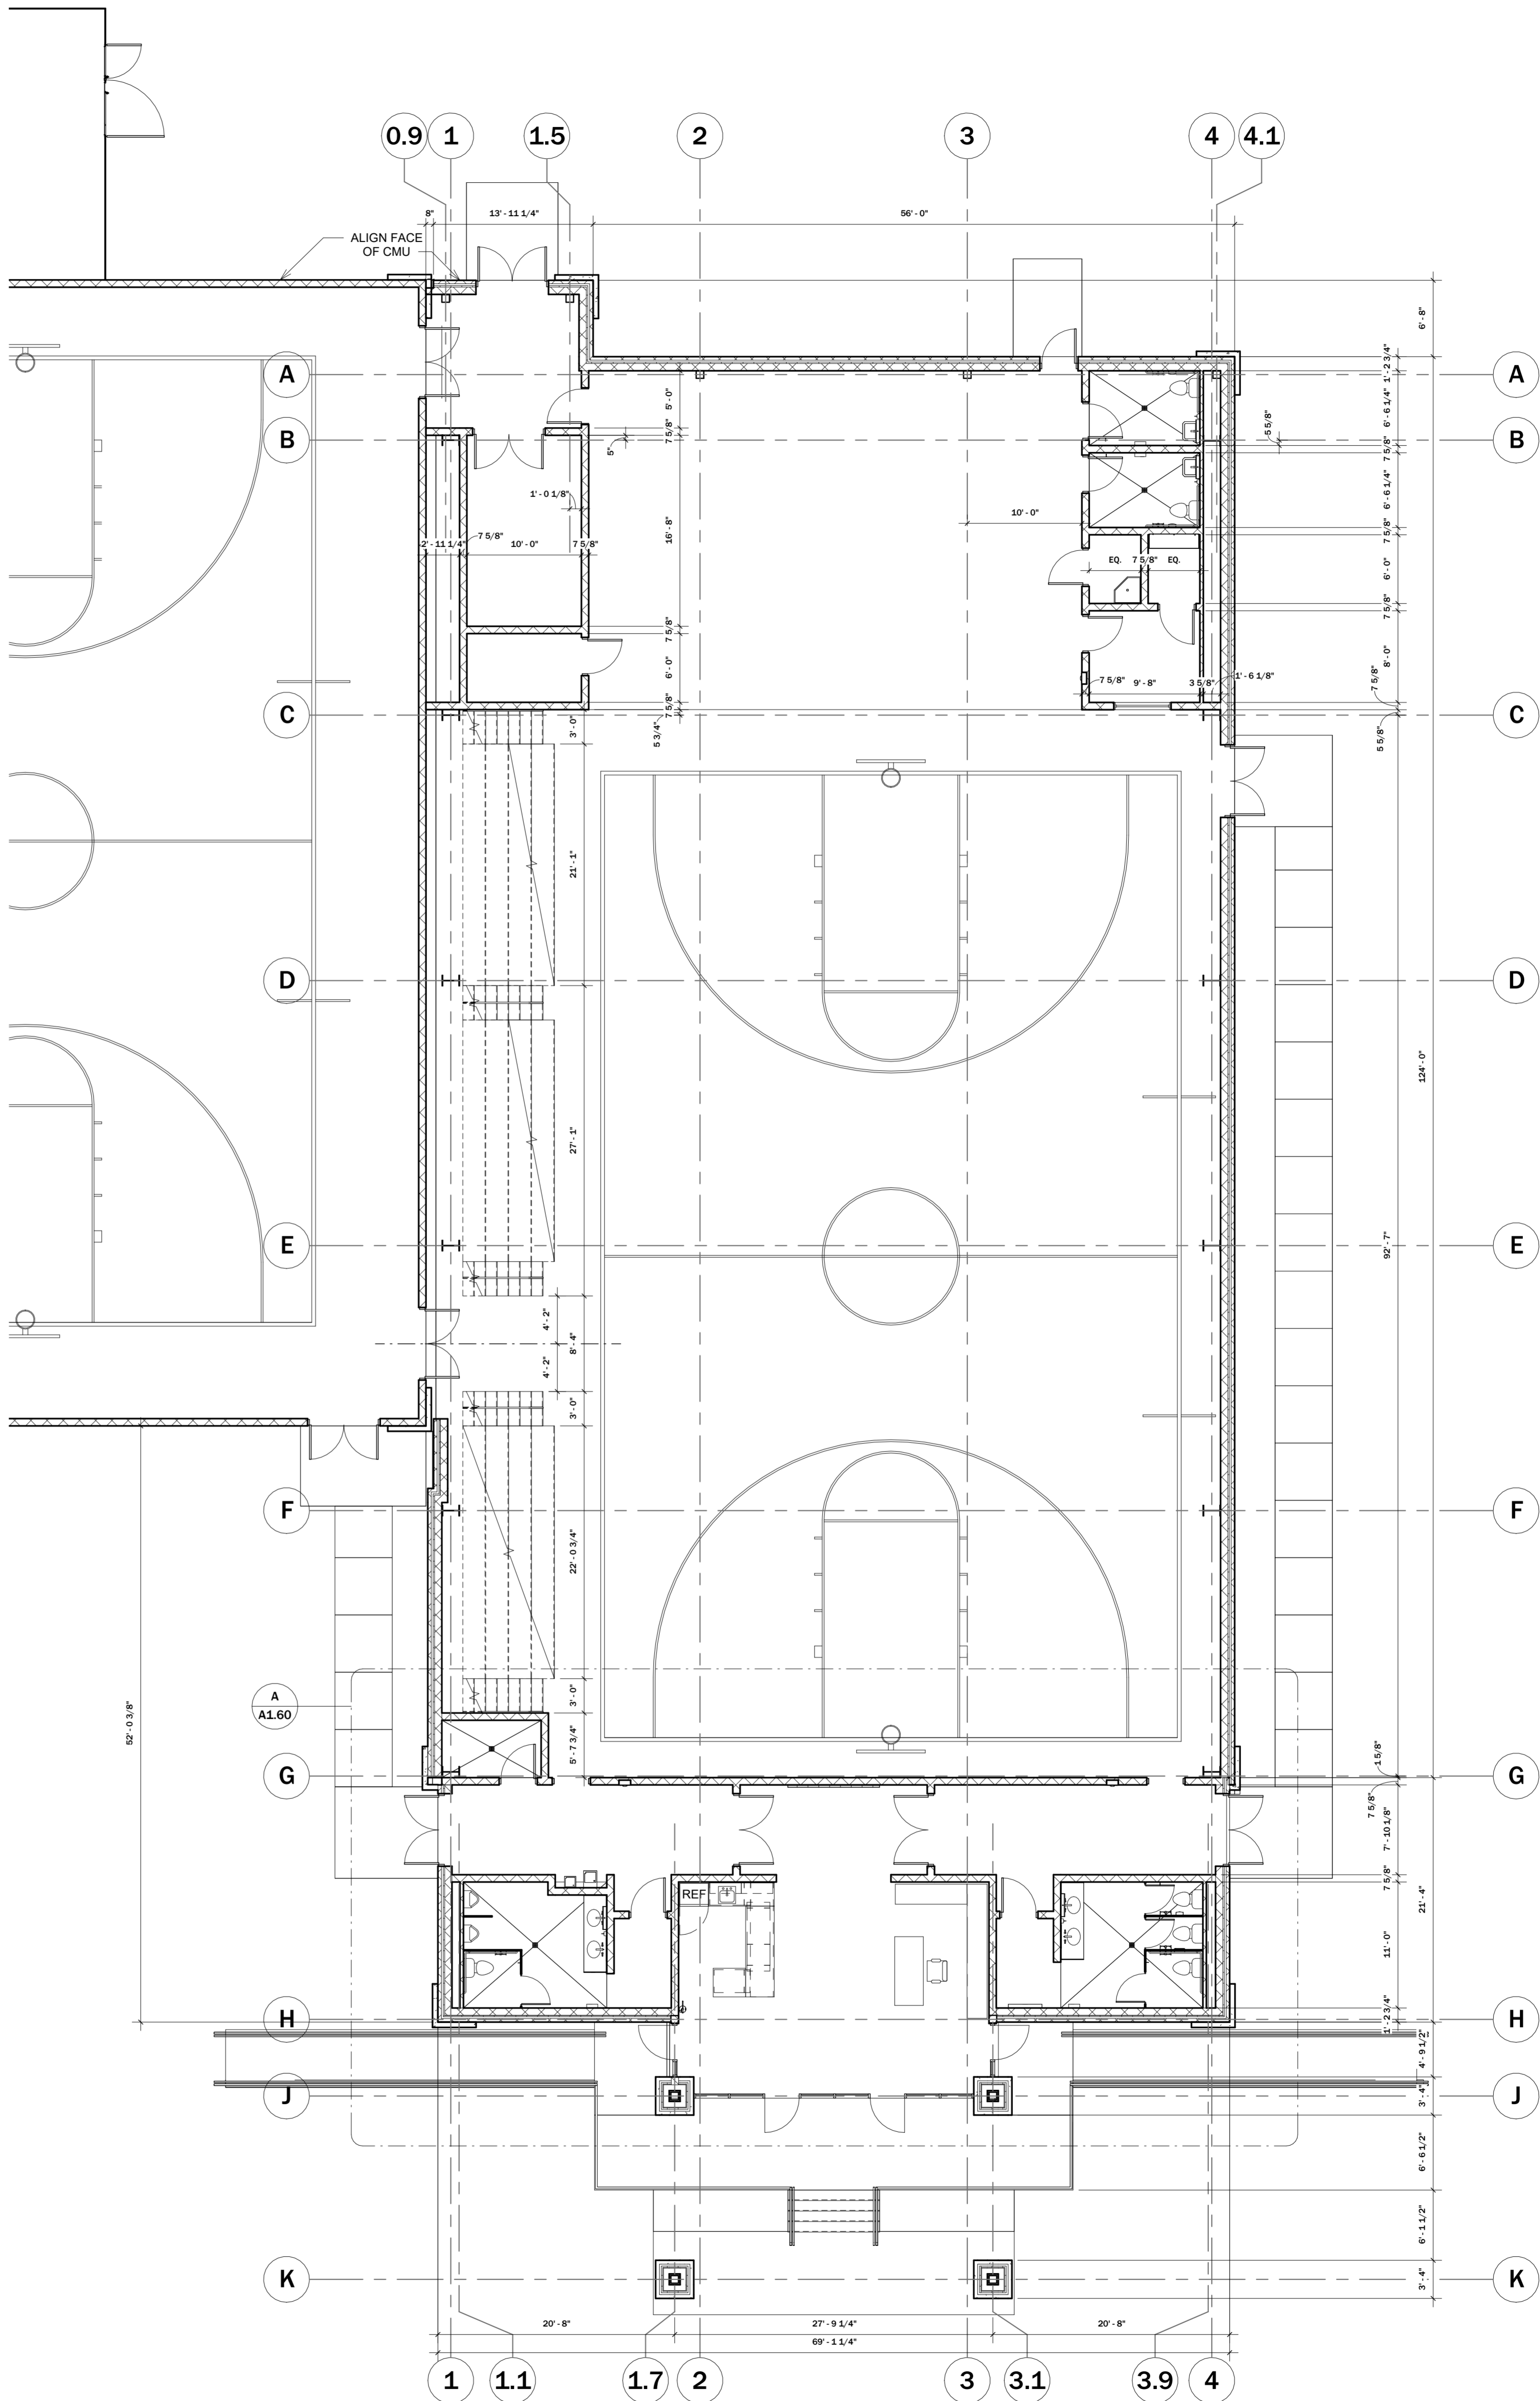 0.9 1 1.5 2 3 4 4.1
8" 13' - 11 1/4" 56' - 0"
ALIGN FACE
OF CMU
6' - 8"
A A
1' - 2 3/4"
5' - 0"
6' - 6 1/4"
B B
7 5/8"
5"
5 5/8"
7 5/8"
1' - 0 1/8"
6' - 6 1/4"
10' - 0"
16' - 8"
7 5/8"
2' - 11 1/4" 7 5/8" 10' - 0" 7 5/8"
EQ. 7 5/8" EQ.
6' - 0"
7 5/8"
7 5/8"
6' - 0"
8' - 0"
7 5/8" 9' - 8" 3 5/8" 1' - 6 1/8"
7 5/8"
7 5/8"
C C
3' - 0"
5 3/4"
5 5/8"
21' - 1"
D D
124' - 0"
27' - 1"
E E
92' - 7"
4' - 2"
8' - 4"
4' - 2"
3' - 0"
F F
22' - 0 3/4"
A
A1.60
3' - 0"
52' - 0 3/8"
5' - 7 3/4"
1 5/8"
G G
7 5/8"
7' - 10 1/8"
7 5/8"
REF
21' - 4"
11' - 0"
H H
1' - 2 3/4"
4' - 9 1/2"
J J
3' - 4"
6' - 6 1/2"
6' - 1 1/2"
K K
3' - 4"
20' - 8" 27' - 9 1/4" 20' - 8"
69' - 1 1/4"
1 1.1 1.7 2 3 3.1 3.9 4